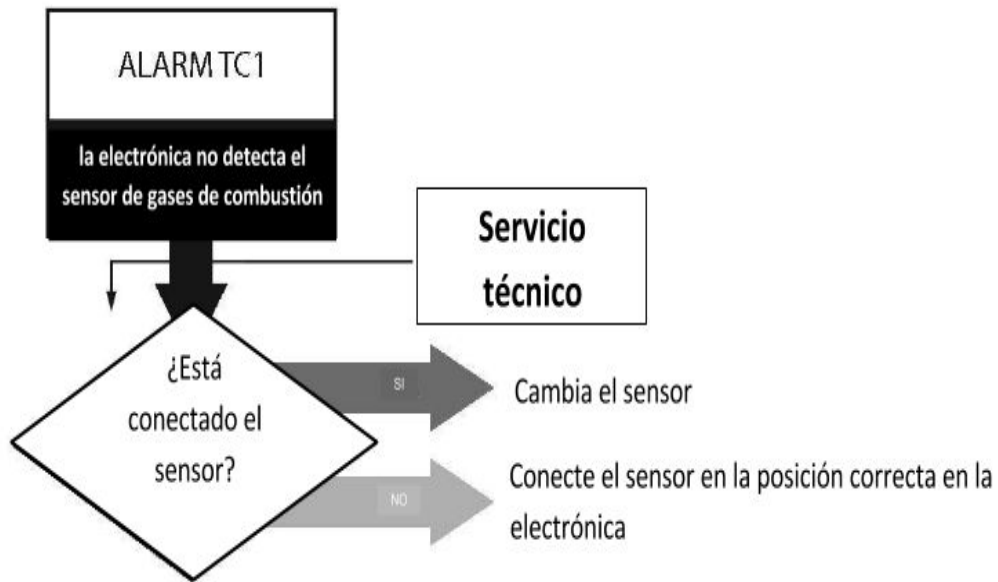 ALARM TC1
la electrónica no detecta el
sensor de gases de combustión
Servicio
técnico
¿Está
conectado el
sensor?
SI
Cambia el sensor
NO
Conecte el sensor en la posición correcta en la
electrónica